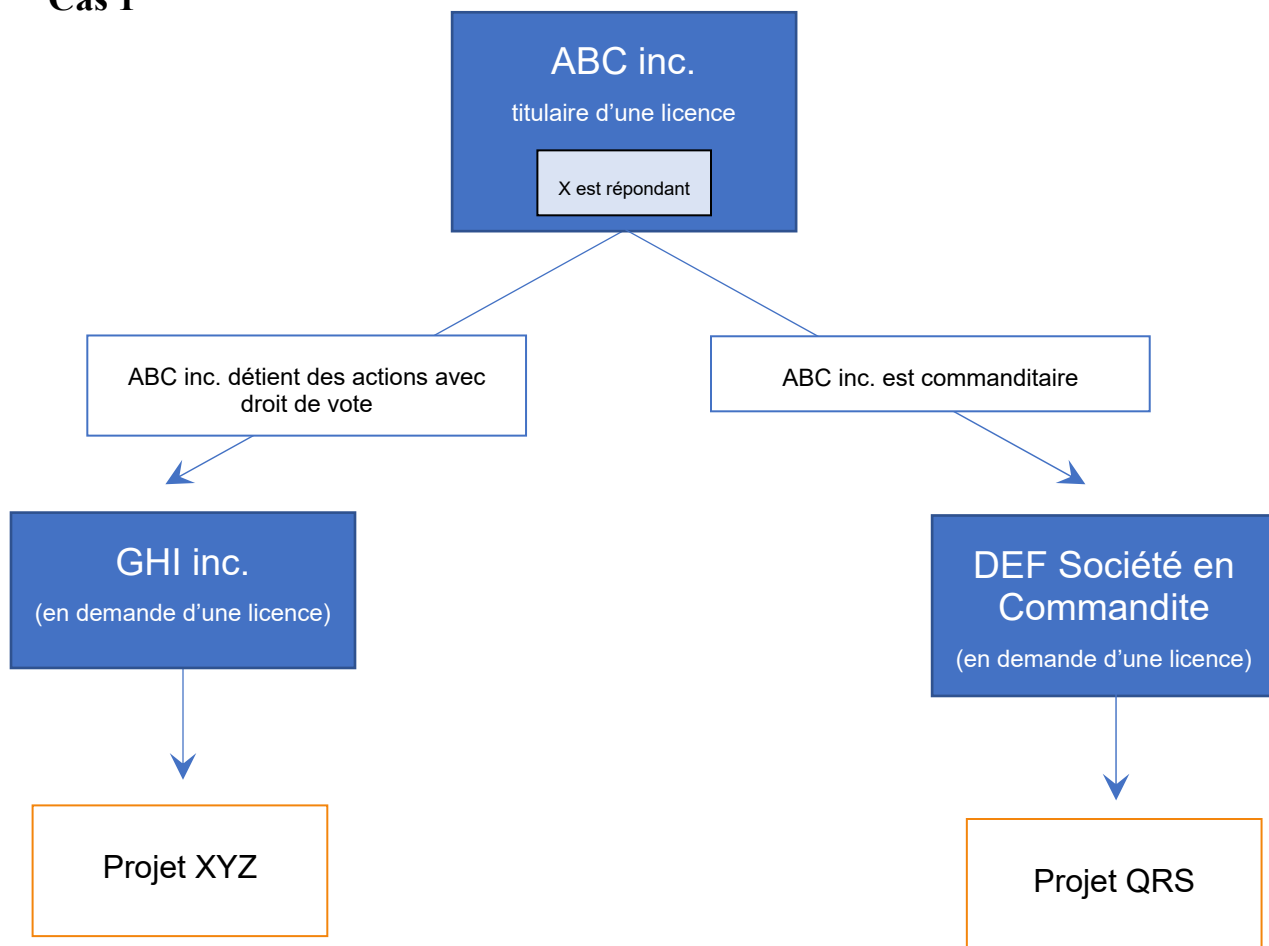 Cas 1
ABC inc.
titulaire d’une licence
X est répondant
ABC inc. détient des actions avec
droit de vote
ABC inc. est commanditaire
GHI inc.
(en demande d’une licence)
DEF Société en
Commandite
(en demande d’une licence)
Projet XYZ
Projet QRS